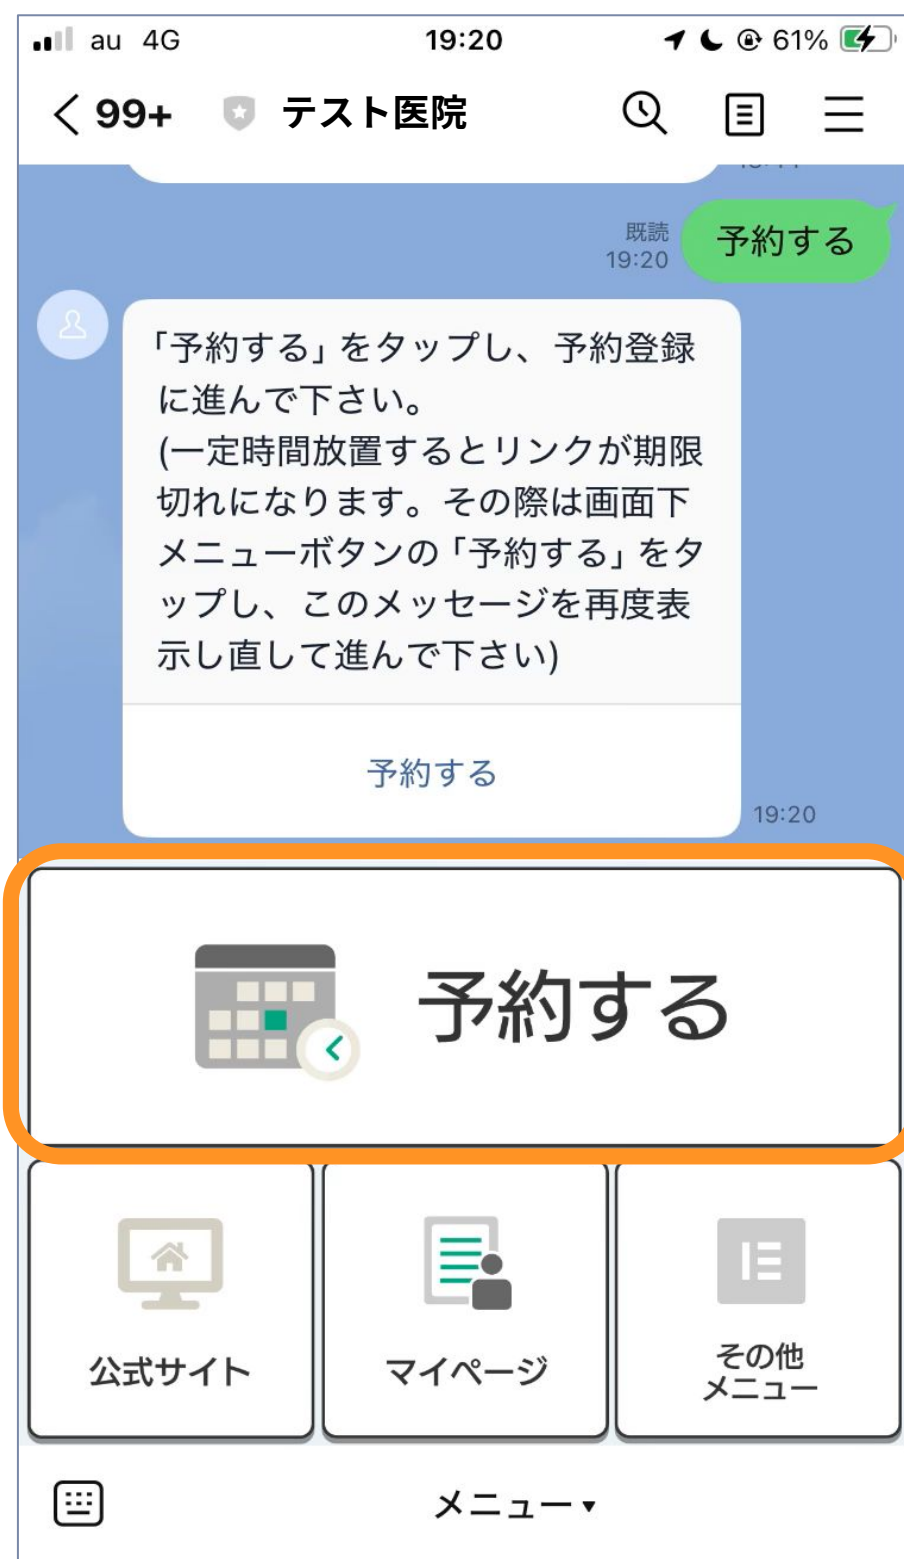 au 4G 19:20 61%
99+ テスト医院
既読
19:20
予約する
「予約する」をタップし、予約登録
に進んで下さい。
(一定時間放置するとリンクが期限
切れになります。その際は画面下
メニューボタンの「予約する」をタ
ップし、このメッセージを再度表
示し直して進んで下さい)
予約する
19:20
予約する
公式サイト
マイページ
その他
メニュー
メニュー▼